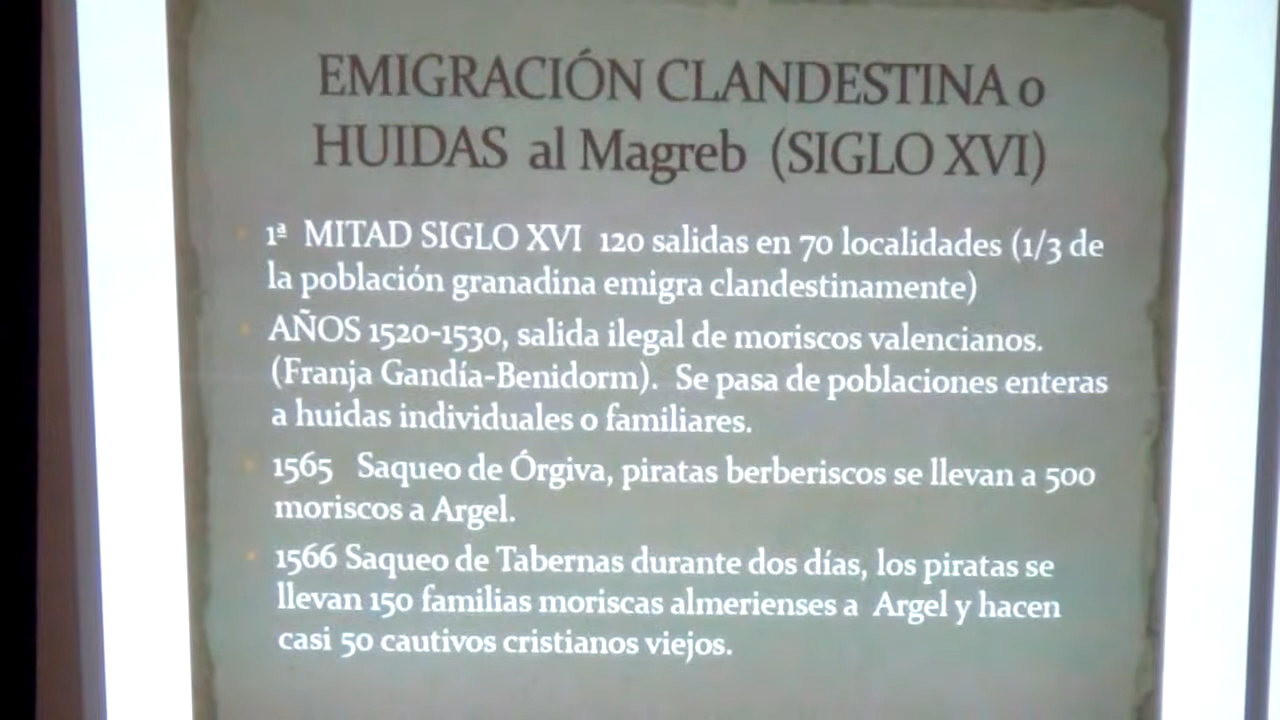 EMIGRACIÓN CLANDESTINA o
HUIDAS al Magreb (SIGLO XVI)
1ª MITAD SIGLO XVI 120 salidas en 70 localidades (1/3 de
la población granadina emigra clandestinamente)
AÑOS 1520-1530, salida ilegal de moriscos valencianos.
(Franja Gandía-Benidorm). Se pasa de poblaciones enteras
a huidas individuales o familiares.
1565 Saqueo de Órgiva, piratas berberiscos se llevan a 500
moriscos a Argel.
1566 Saqueo de Tabernas durante dos días, los piratas se
llevan 150 familias moriscas almerienses a Argel y hacen
casi 50 cautivos cristianos viejos.